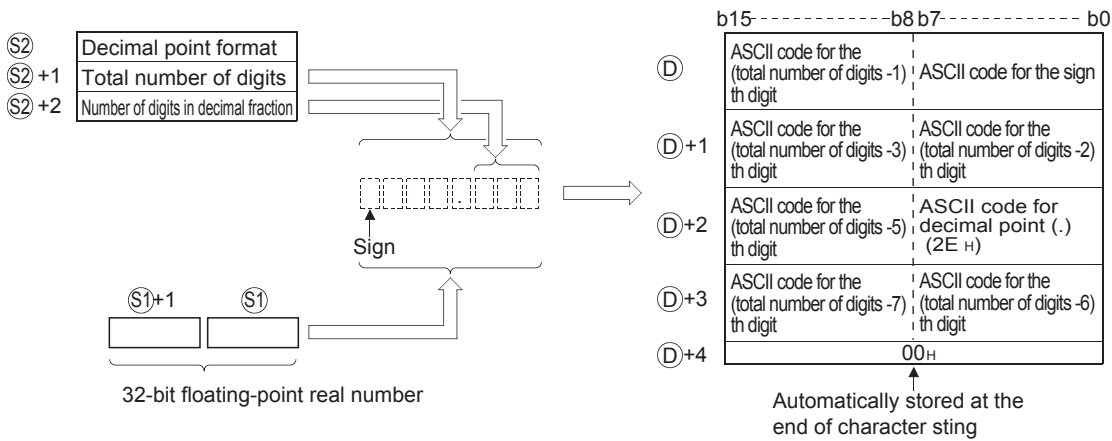 S2 Decimal point format
S2 +1 Total number of digits
S2 +2 Number of digits in decimal fraction
.
Sign
S1+1 S1
32-bit floating-point real number
b15 b8 b7 b0
D
ASCII code for the
(total number of digits -1)
th digit
ASCII code for the sign
D+1
ASCII code for the
(total number of digits -3)
th digit
ASCII code for the
(total number of digits -2)
th digit
D+2
ASCII code for the
(total number of digits -5)
th digit
ASCII code for
decimal point (.)
(2E H)
D+3
ASCII code for the
(total number of digits -7)
th digit
ASCII code for the
(total number of digits -6)
th digit
D+4
00H
Automatically stored at the
end of character sting